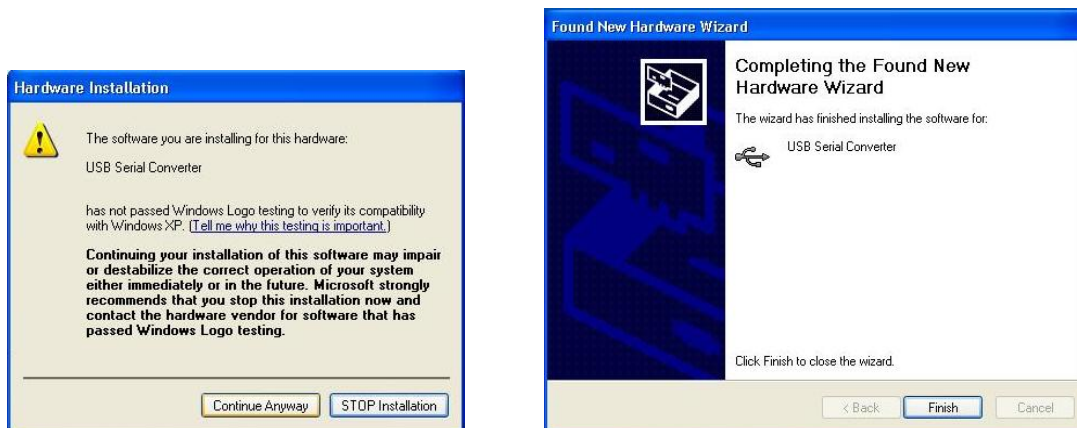 Hardware Installation
The software you are installing for this hardware:
USB Serial Converter
has not passed Windows Logo testing to verify its compatibility
with Windows XP. (Tell me why this testing is important.)
Continuing your installation of this software may impair
or destabilize the correct operation of your system
either immediately or in the future. Microsoft strongly
recommends that you stop this installation now and
contact the hardware vendor for software that has
passed Windows Logo testing.
Continue Anyway
STOP Installation
Found New Hardware Wizard
Completing the Found New
Hardware Wizard
The wizard has finished installing the software for:
USB Serial Converter
Click Finish to close the wizard.
< Back
Finish
Cancel